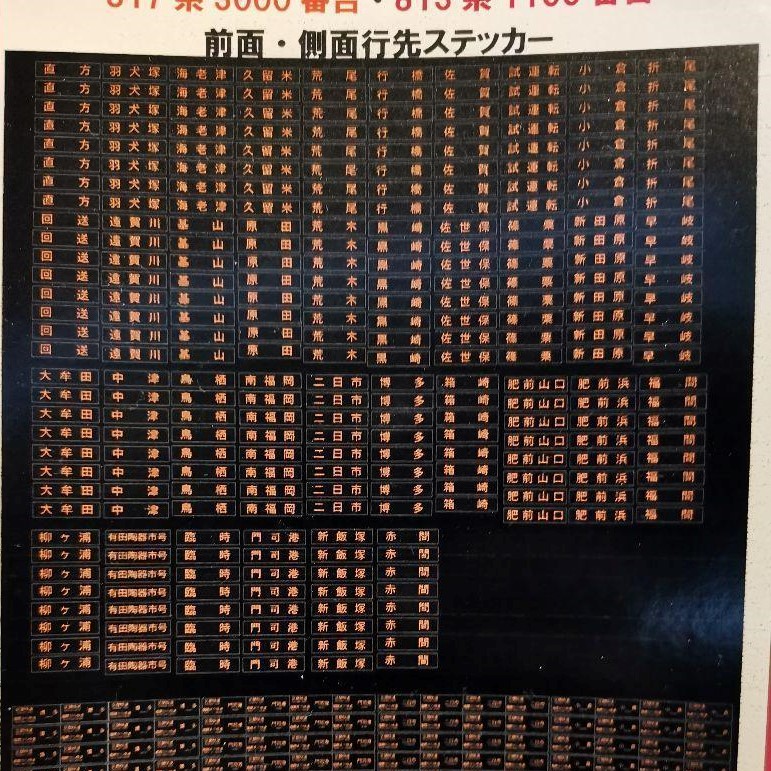 817系3000番台・813系1100番台
前面・側面行先ステッカー
直方 羽犬塚 海老津 久留米 荒尾 行橋 佐賀 試運転 小倉 折尾
直方 羽犬塚 海老津 久留米 荒尾 行橋 佐賀 試運転 小倉 折尾
直方 羽犬塚 海老津 久留米 荒尾 行橋 佐賀 試運転 小倉 折尾
直方 羽犬塚 海老津 久留米 荒尾 行橋 佐賀 試運転 小倉 折尾
直方 羽犬塚 海老津 久留米 荒尾 行橋 佐賀 試運転 小倉 折尾
直方 羽犬塚 海老津 久留米 荒尾 行橋 佐賀 試運転 小倉 折尾
直方 羽犬塚 海老津 久留米 荒尾 行橋 佐賀 試運転 小倉 折尾
直方 羽犬塚 海老津 久留米 荒尾 行橋 佐賀 試運転 小倉 折尾
回送 遠賀川 基山 原田 荒木 黒崎 佐世保 篠栗 新田原 早岐
回送 遠賀川 基山 原田 荒木 黒崎 佐世保 篠栗 新田原 早岐
回送 遠賀川 基山 原田 荒木 黒崎 佐世保 篠栗 新田原 早岐
回送 遠賀川 基山 原田 荒木 黒崎 佐世保 篠栗 新田原 早岐
回送 遠賀川 基山 原田 荒木 黒崎 佐世保 篠栗 新田原 早岐
回送 遠賀川 基山 原田 荒木 黒崎 佐世保 篠栗 新田原 早岐
回送 遠賀川 基山 原田 荒木 黒崎 佐世保 篠栗 新田原 早岐
回送 遠賀川 基山 原田 荒木 黒崎 佐世保 篠栗 新田原 早岐
大牟田 中津 鳥栖 南福岡 二日市 博多 箱崎 肥前山口 肥前浜 福間
大牟田 中津 鳥栖 南福岡 二日市 博多 箱崎 肥前山口 肥前浜 福間
大牟田 中津 鳥栖 南福岡 二日市 博多 箱崎 肥前山口 肥前浜 福間
大牟田 中津 鳥栖 南福岡 二日市 博多 箱崎 肥前山口 肥前浜 福間
大牟田 中津 鳥栖 南福岡 二日市 博多 箱崎 肥前山口 肥前浜 福間
大牟田 中津 鳥栖 南福岡 二日市 博多 箱崎 肥前山口 肥前浜 福間
大牟田 中津 鳥栖 南福岡 二日市 博多 箱崎 肥前山口 肥前浜 福間
大牟田 中津 鳥栖 南福岡 二日市 博多 箱崎 肥前山口 肥前浜 福間
柳ヶ浦 有田陶器市号 臨時 門司港 新飯塚 赤間
柳ヶ浦 有田陶器市号 臨時 門司港 新飯塚 赤間
柳ヶ浦 有田陶器市号 臨時 門司港 新飯塚 赤間
柳ヶ浦 有田陶器市号 臨時 門司港 新飯塚 赤間
柳ヶ浦 有田陶器市号 臨時 門司港 新飯塚 赤間
柳ヶ浦 有田陶器市号 臨時 門司港 新飯塚 赤間
柳ヶ浦 有田陶器市号 臨時 門司港 新飯塚 赤間
柳ヶ浦 有田陶器市号 臨時 門司港 新飯塚 赤間